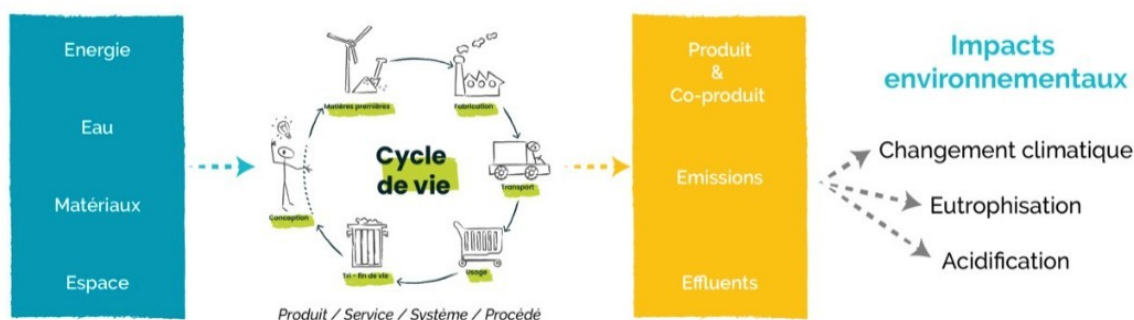 Energie
Eau
Matériaux
Espace
Matières premières
Fabrication
Cycle
de vie
Transport
Conception
Tri - fin de vie
Usage
Produit / Service / Système / Procédé
Produit
&
Co-produit
Emissions
Effluents
Impacts
environnementaux
Changement climatique
Eutrophisation
Acidification